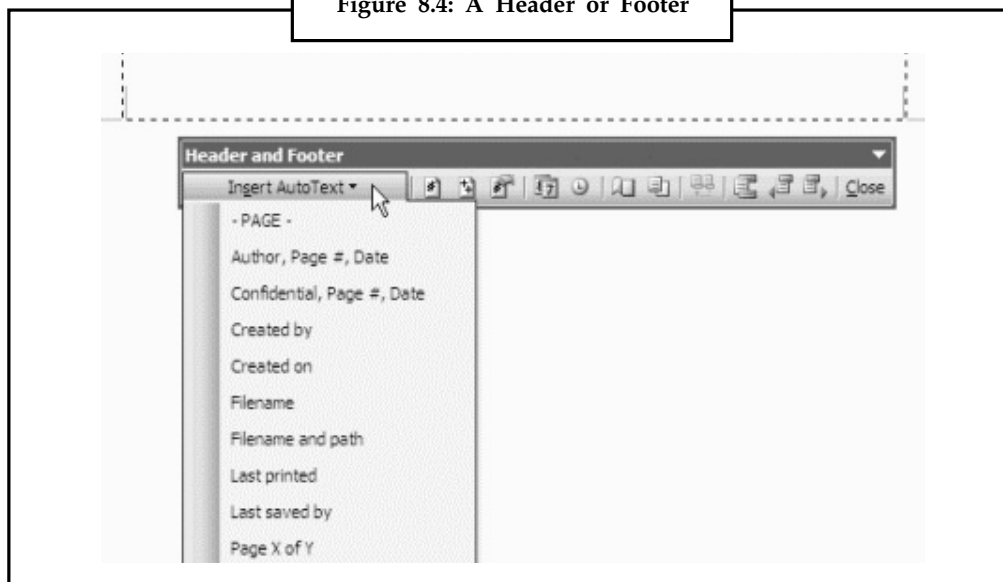 Figure 8.4: A Header or Footer
Header and Footer
Insert AutoText
Close
- PAGE -
Author, Page #, Date
Confidential, Page #, Date
Created by
Created on
Filename
Filename and path
Last printed
Last saved by
Page X of Y